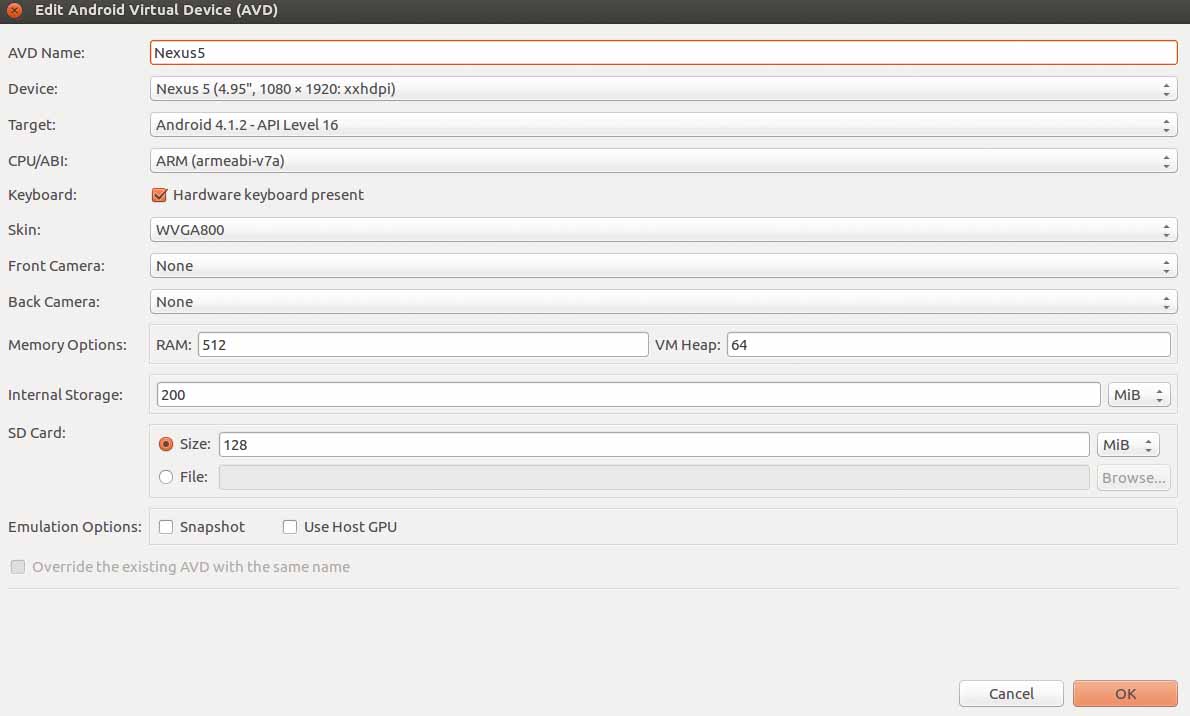 Edit Android Virtual Device (AVD)
AVD Name: Nexus5
Device: Nexus 5 (4.95", 1080 × 1920: xxhdpi)
Target: Android 4.1.2 - API Level 16
CPU/ABI: ARM (armeabi-v7a)
Keyboard: Hardware keyboard present
Skin: WVGA800
Front Camera: None
Back Camera: None
Memory Options: RAM: 512 VM Heap: 64
Internal Storage: 200 MiB
SD Card:
Size: 128 MiB
File: Browse...
Emulation Options: Snapshot Use Host GPU
Override the existing AVD with the same name
Cancel OK